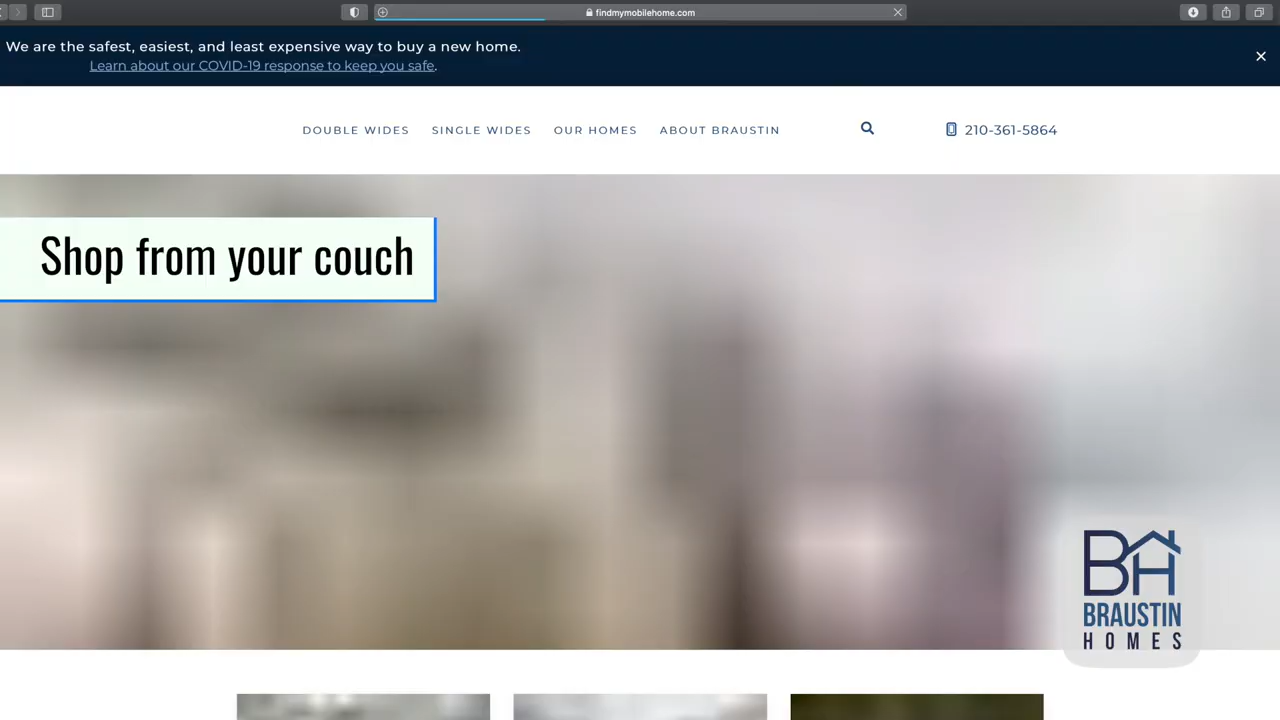 findmymobilehome.com
We are the safest, easiest, and least expensive way to buy a new home.
Learn about our COVID-19 response to keep you safe.
DOUBLE WIDES SINGLE WIDES OUR HOMES ABOUT BRAUSTIN 210-361-5864
Shop from your couch
BH
BRAUSTIN
HOMES